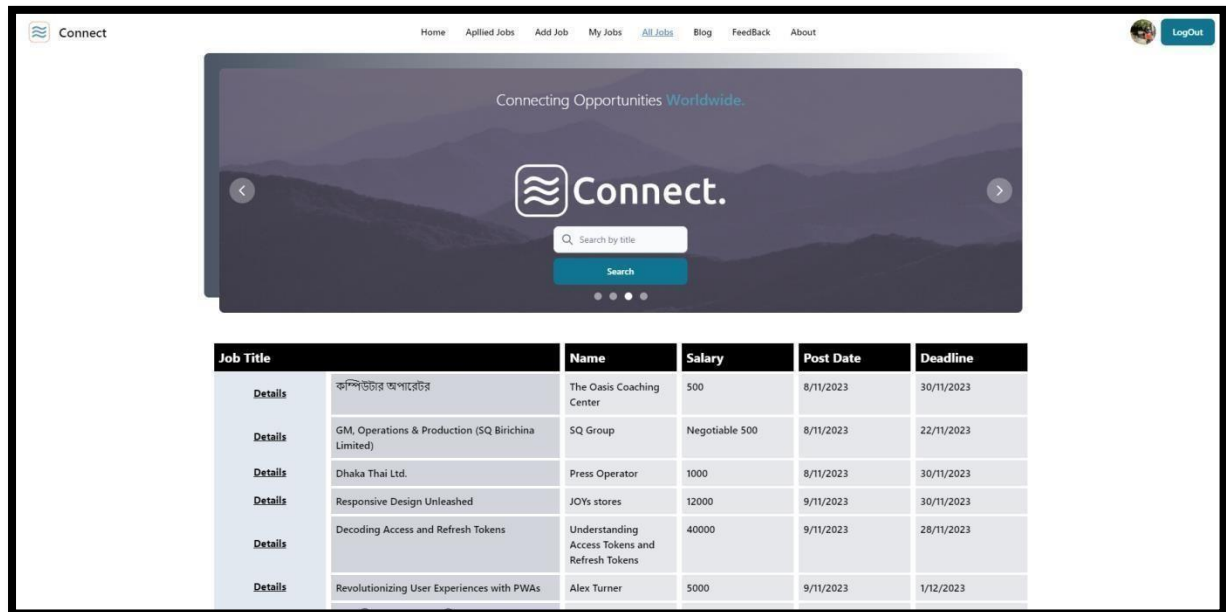 Connect
Home Apllied Jobs Add Job My Jobs All Jobs Blog FeedBack About
LogOut
Connecting Opportunities Worldwide.
Connect.
Search by title
Search
Job Title Name Salary Post Date Deadline
Details কম্পিউটার অপারেটর The Oasis Coaching 500 8/11/2023 30/11/2023
Center
Details GM, Operations & Production (SQ Birichina SQ Group Negotiable 500 8/11/2023 22/11/2023
Limited)
Details Dhaka Thai Ltd. Press Operator 1000 8/11/2023 30/11/2023
Details Responsive Design Unleashed JOYs stores 12000 9/11/2023 30/11/2023
Details Decoding Access and Refresh Tokens Understanding 40000 9/11/2023 28/11/2023
Access Tokens and
Refresh Tokens
Details Revolutionizing User Experiences with PWAs Alex Turner 5000 9/11/2023 1/12/2023